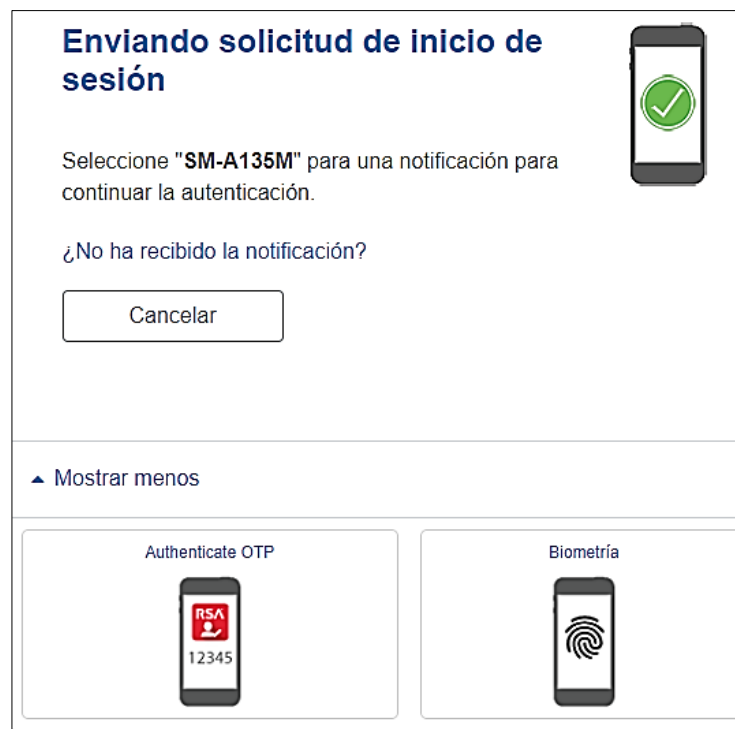 Enviando solicitud de inicio de
sesión
Seleccione "SM-A135M" para una notificación para
continuar la autenticación.
¿No ha recibido la notificación?
Cancelar
Mostrar menos
Authenticate OTP
RSA
12345
Biometría